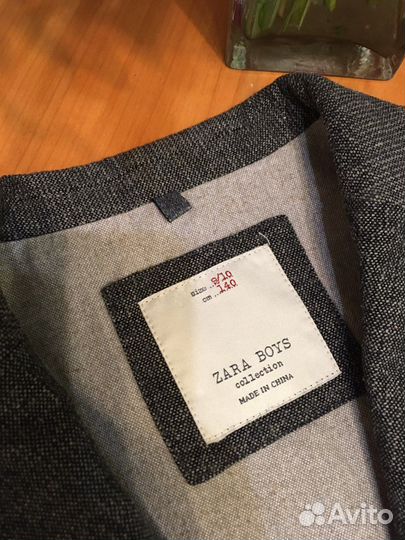 size..9/10
cm...140
ZARA BOYS
collection
MADE IN CHINA
Avito